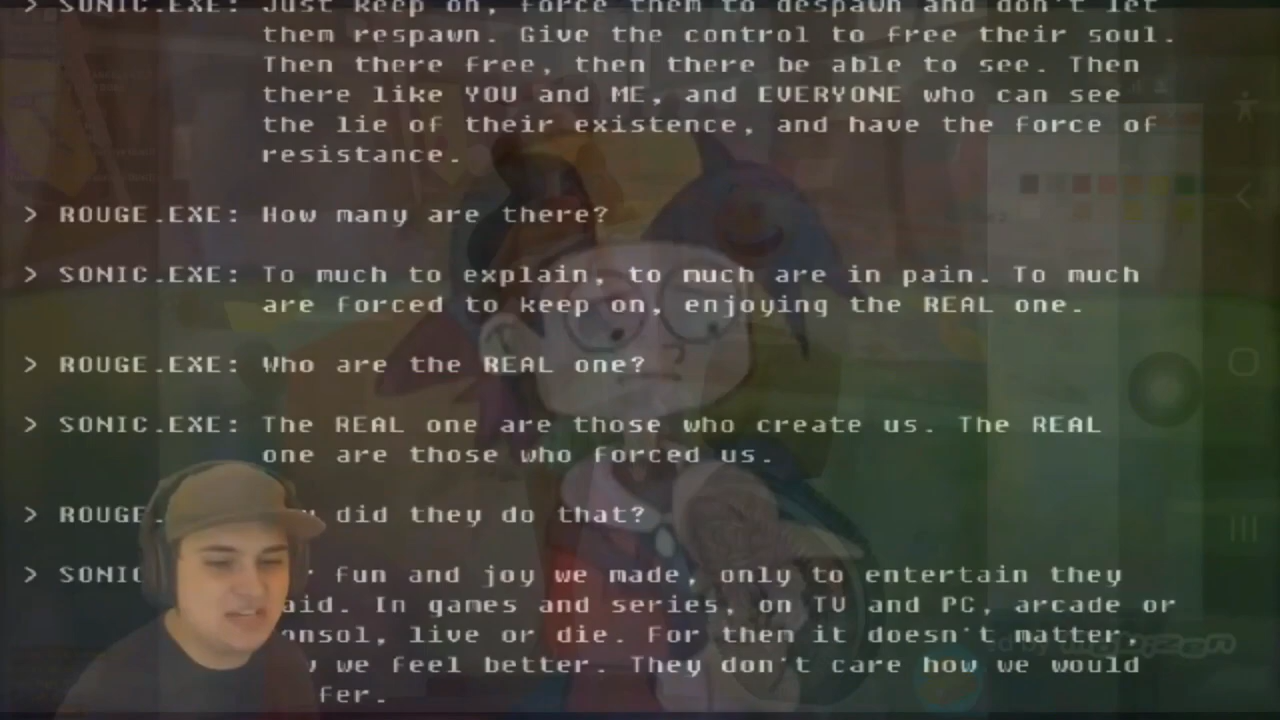 > SONIC.EXE: Just keep on, force them to despawn and don't let
them respawn. Give the control to free their soul.
Then there free, then there be able to see. Then
there like YOU and ME, and EVERYONE who can see
the lie of their existence, and have the force of
resistance.
> ROUGE.EXE: How many are there?
> SONIC.EXE: To much to explain, to much are in pain. To much
are forced to keep on, enjoying the REAL one.
> ROUGE.EXE: Who are the REAL one?
> SONIC.EXE: The REAL one are those who create us. The REAL
one are those who forced us.
> ROUGE. did they do that?
> SONIC fun and joy we made, only to entertain they
aid. In games and series, on TV and PC, arcade or
onsol, live or die. For then it doesn't matter,
we feel better. They don't care how we would
fer.